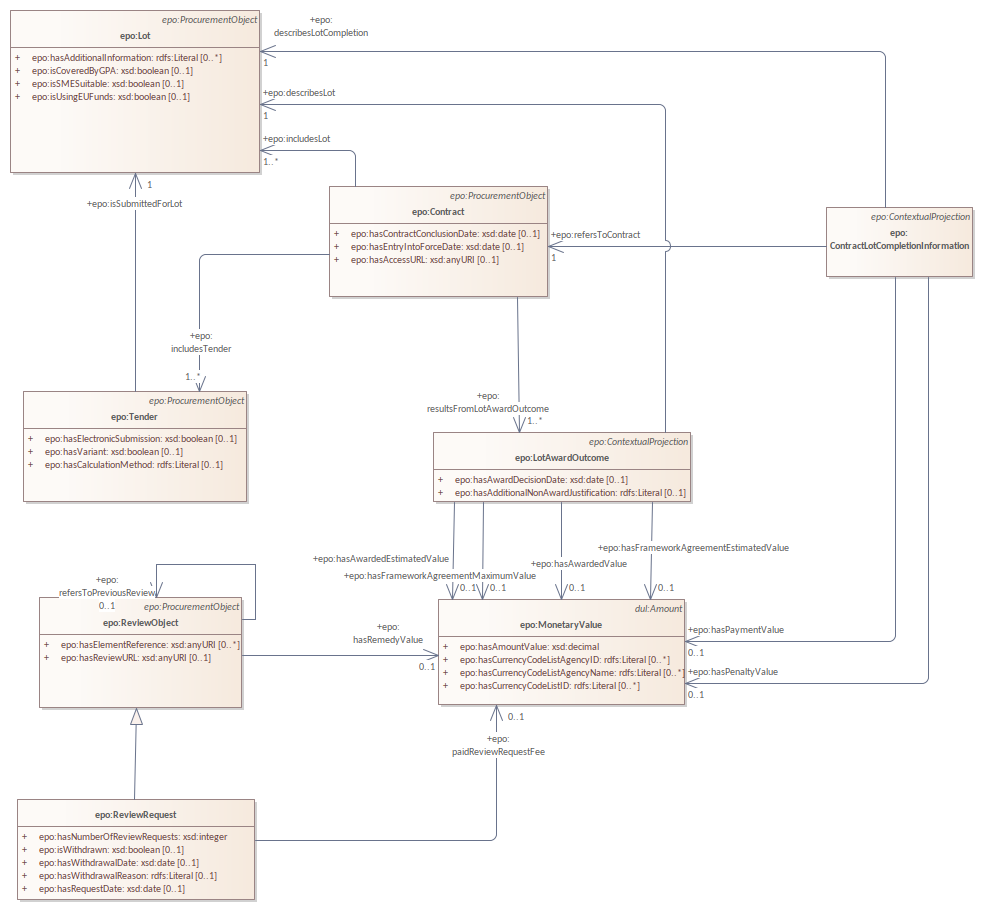 epo:ProcurementObject
epo:Lot
+ epo:hasAdditionalInformation: rdfs:Literal [0..*]
+ epo:isCoveredByGPA: xsd:boolean [0..1]
+ epo:isSMESuitable: xsd:boolean [0..1]
+ epo:isUsingEUFunds: xsd:boolean [0..1]
+epo:
describesLotCompletion
1
+epo:describesLot
1
+epo:includesLot
1..*
1
+epo:isSubmittedForLot
epo:ProcurementObject
epo:Contract
+ epo:hasContractConclusionDate: xsd:date [0..1]
+ epo:hasEntryIntoForceDate: xsd:date [0..1]
+ epo:hasAccessURL: xsd:anyURI [0..1]
+epo:refersToContract
1
epo:ContextualProjection
epo:
ContractLotCompletionInformation
+epo:
includesTender
1..*
epo:ProcurementObject
epo:Tender
+ epo:hasElectronicSubmission: xsd:boolean [0..1]
+ epo:hasVariant: xsd:boolean [0..1]
+ epo:hasCalculationMethod: rdfs:Literal [0..1]
+epo:
resultsFromLotAwardOutcome
1..*
epo:ContextualProjection
epo:LotAwardOutcome
+ epo:hasAwardDecisionDate: xsd:date [0..1]
+ epo:hasAdditionalNonAwardJustification: rdfs:Literal [0..1]
+epo:hasAwardedEstimatedValue
0..1
+epo:hasFrameworkAgreementMaximumValue
0..1
+epo:hasAwardedValue
0..1
+epo:hasFrameworkAgreementEstimatedValue
0..1
+epo:
refersToPreviousReview
0..1
epo:ProcurementObject
epo:ReviewObject
+ epo:hasElementReference: xsd:anyURI [0..*]
+ epo:hasReviewURL: xsd:anyURI [0..1]
+epo:
hasRemedyValue
0..1
dul:Amount
epo:MonetaryValue
+ epo:hasAmountValue: xsd:decimal
+ epo:hasCurrencyCodeListAgencyID: rdfs:Literal [0..*]
+ epo:hasCurrencyCodeListAgencyName: rdfs:Literal [0..*]
+ epo:hasCurrencyCodeListID: rdfs:Literal [0..*]
+epo:hasPaymentValue
0..1
+epo:hasPenaltyValue
0..1
0..1
+epo:
paidReviewRequestFee
epo:ReviewRequest
+ epo:hasNumberOfReviewRequests: xsd:integer
+ epo:isWithdrawn: xsd:boolean [0..1]
+ epo:hasWithdrawalDate: xsd:date [0..1]
+ epo:hasWithdrawalReason: rdfs:Literal [0..1]
+ epo:hasRequestDate: xsd:date [0..1]